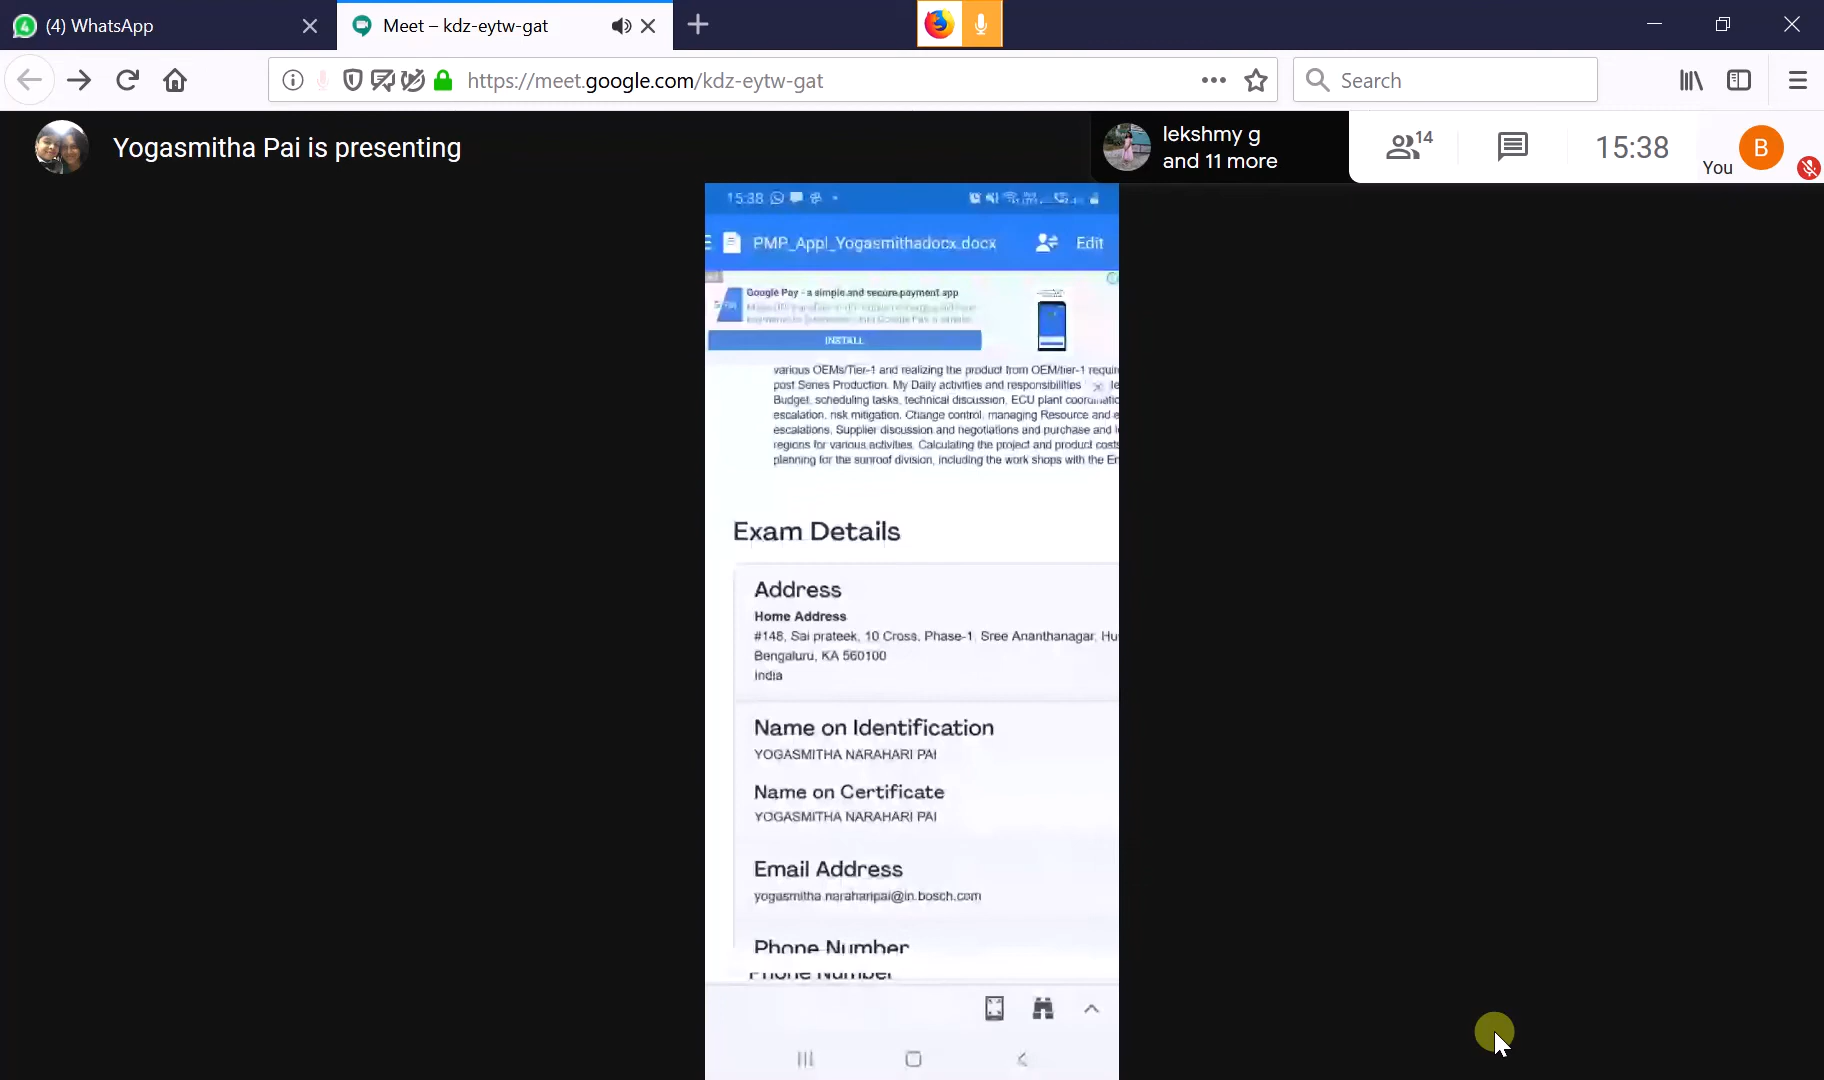 (4) WhatsApp
Meet – kdz-eytw-gat
https://meet.google.com/kdz-eytw-gat
Search
Yogasmitha Pai is presenting
lekshmy g
and 11 more
14
15:38
You
B
15:38
PMP_Appl_Yogasmithadocx.docx
Edit
Google Pay - a simple and secure payment app
INSTALL
various OEMs/Tier-1 and realizing the product from OEM/tier-1 requir
post Series Production. My Daily activities and responsibilities
Budget, scheduling tasks, technical discussion, ECU plant
escalation, risk mitigation. Change control, managing Resource and e
escalations. Supplier discussion and negotiations and purchase and l
regions for various activities. Calculating the project and product costs
planning for the sunroof division, including the work shops with the En
Exam Details
Address
Home Address
#148, Sai prateek, 10 Cross, Phase-1, Sree Ananthanagar, Hu
Bengaluru, KA 560100
India
Name on Identification
YOGASMITHA NARAHARI PAI
Name on Certificate
YOGASMITHA NARAHARI PAI
Email Address
yogasmitha.naraharipai@in.bosch.com
Phone Number
Phone Number